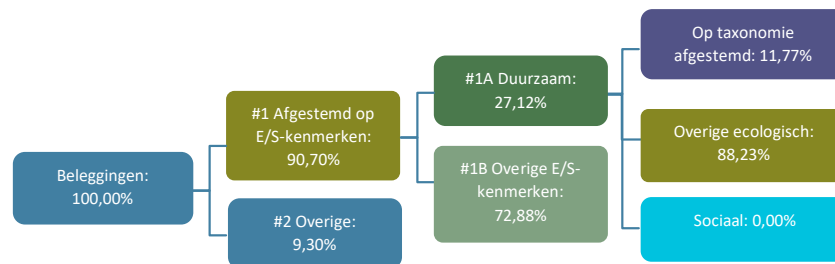 Beleggingen:
100,00%
#1 Afgestemd op
E/S-kenmerken:
90,70%
#2 Overige:
9,30%
#1A Duurzaam:
27,12%
#1B Overige E/S-
kenmerken:
72,88%
Op taxonomie
afgestemd: 11,77%
Overige ecologisch:
88,23%
Sociaal: 0,00%